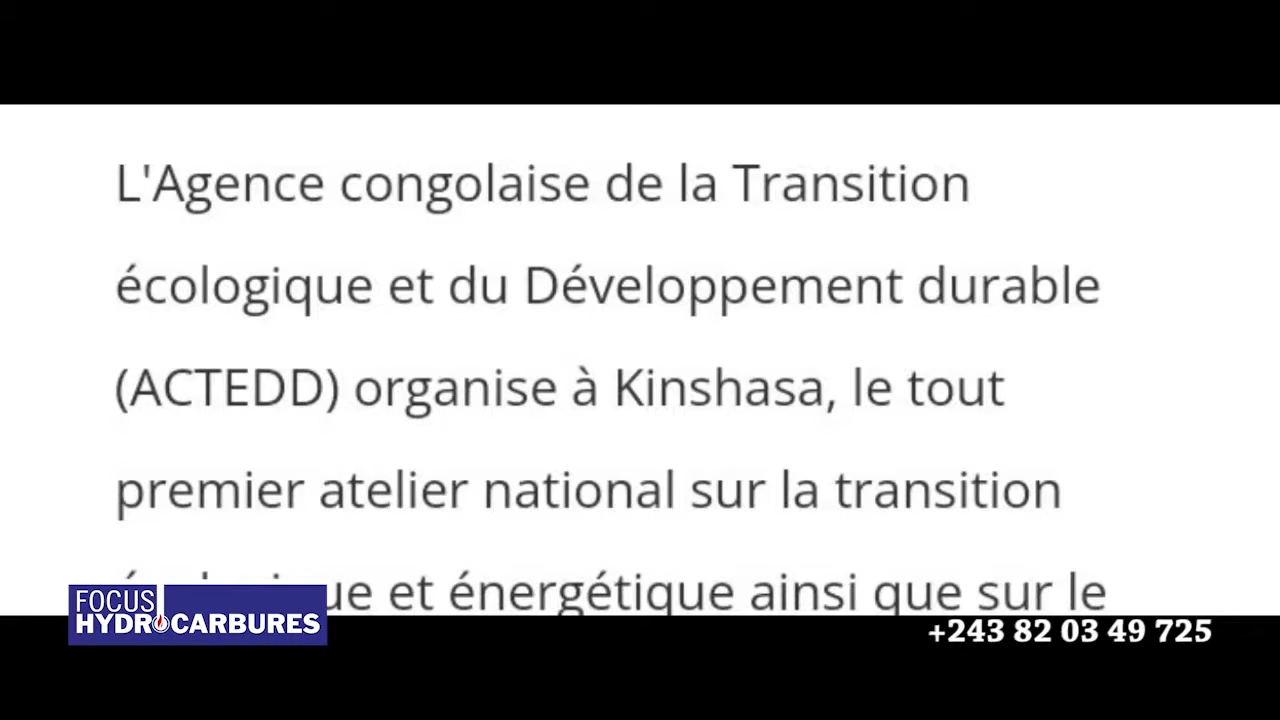 L'Agence congolaise de la Transition
écologique et du Développement durable
(ACTEDD) organise à Kinshasa, le tout
premier atelier national sur la transition
et énergétique ainsi que sur le
FOCUS
HYDROCARBURES
+243 82 03 49 725